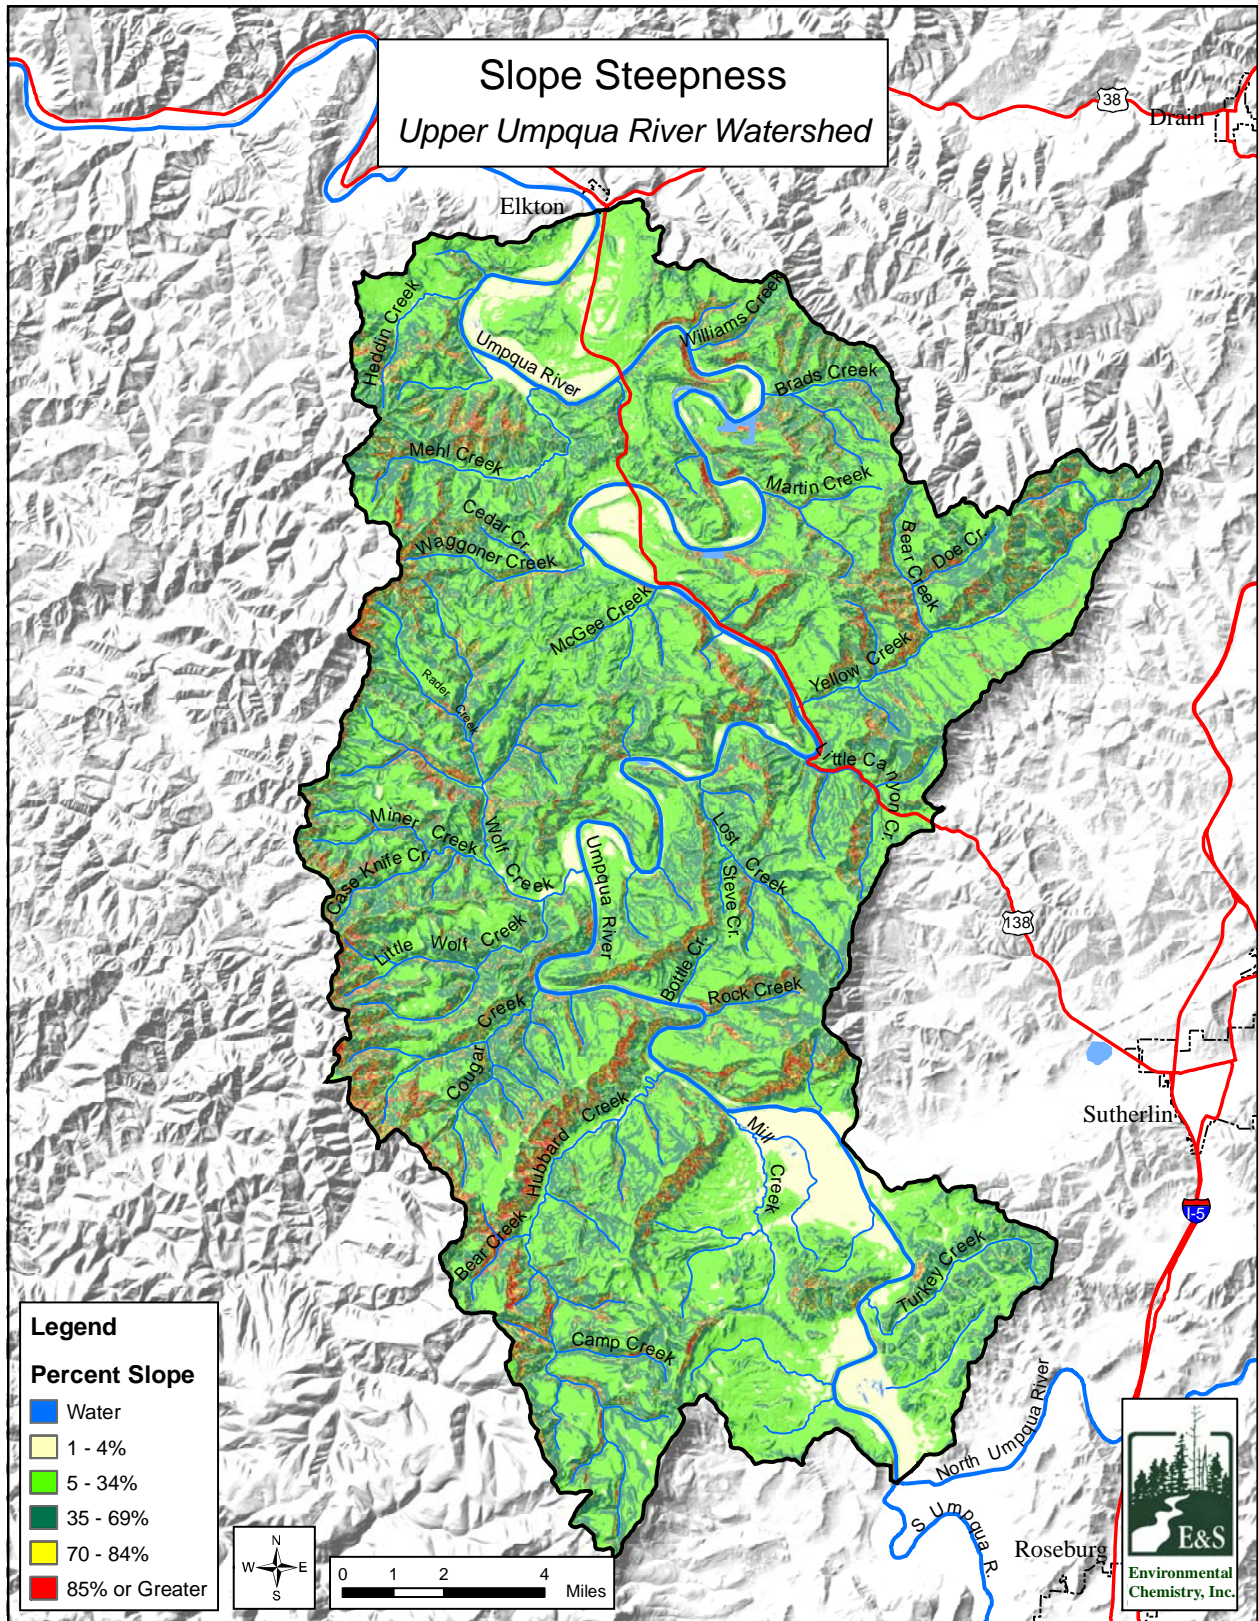 Slope Steepness
Upper Umpqua River Watershed
38
Drain
Elkton
Heddin Creek
Umpqua River
Williams Creek
Brads Creek
Mehl Creek
Martin Creek
Cedar Cr.
Waggoner Creek
Bear Creek
Doe Cr.
McGee Creek
Yellow Creek
Rader Creek
Little Canyon Cr.
Miner Creek
Wolf Creek
Case Knife Cr.
Umpqua River
Lost Creek
Steve Cr.
Little Wolf Creek
Bottle Cr.
Rock Creek
138
Cougar Creek
Hubbard Creek
Mill Creek
Sutherlin
I-5
Bear Creek
Turkey Creek
Camp Creek
North Umpqua River
S Umpqua R.
Roseburg
Legend
Percent Slope
Water
1 - 4%
5 - 34%
35 - 69%
70 - 84%
85% or Greater
N
W E
S
0 1 2 4 Miles
E&S
Environmental
Chemistry, Inc.